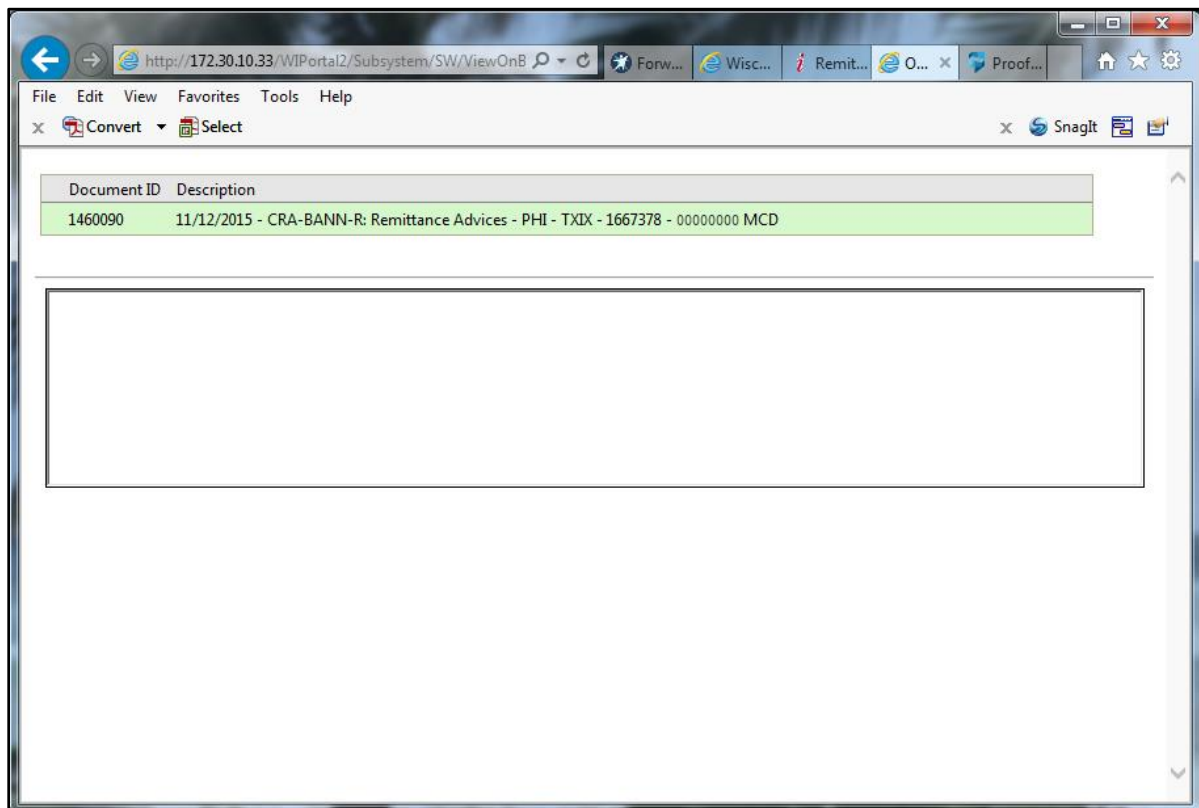 http://172.30.10.33/WIPortal2/Subsystem/SW/ViewOnB Forw... Wisc... Remit... O... Proof...
File Edit View Favorites Tools Help
Convert Select SnagIt
Document ID Description
1460090 11/12/2015 - CRA-BANN-R: Remittance Advices - PHI - TXIX - 1667378 - 00000000 MCD